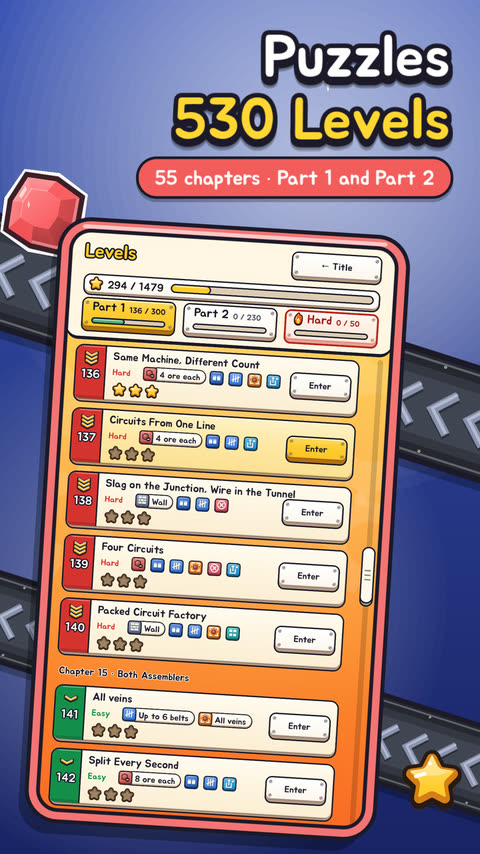 Puzzles
530 Levels
55 chapters · Part 1 and Part 2
Levels
← Title
294 / 1479
Part 1 136 / 300
Part 2 0 / 230
Hard 0 / 50
136
Same Machine, Different Count
Hard
4 ore each
Enter
137
Circuits From One Line
Hard
4 ore each
Enter
138
Slag on the Junction, Wire in the Tunnel
Hard
Wall
Enter
139
Four Circuits
Hard
Enter
140
Packed Circuit Factory
Hard
Wall
Enter
Chapter 15 · Both Assemblers
141
All veins
Easy
Up to 6 belts
All veins
Enter
142
Split Every Second
Easy
8 ore each
Enter